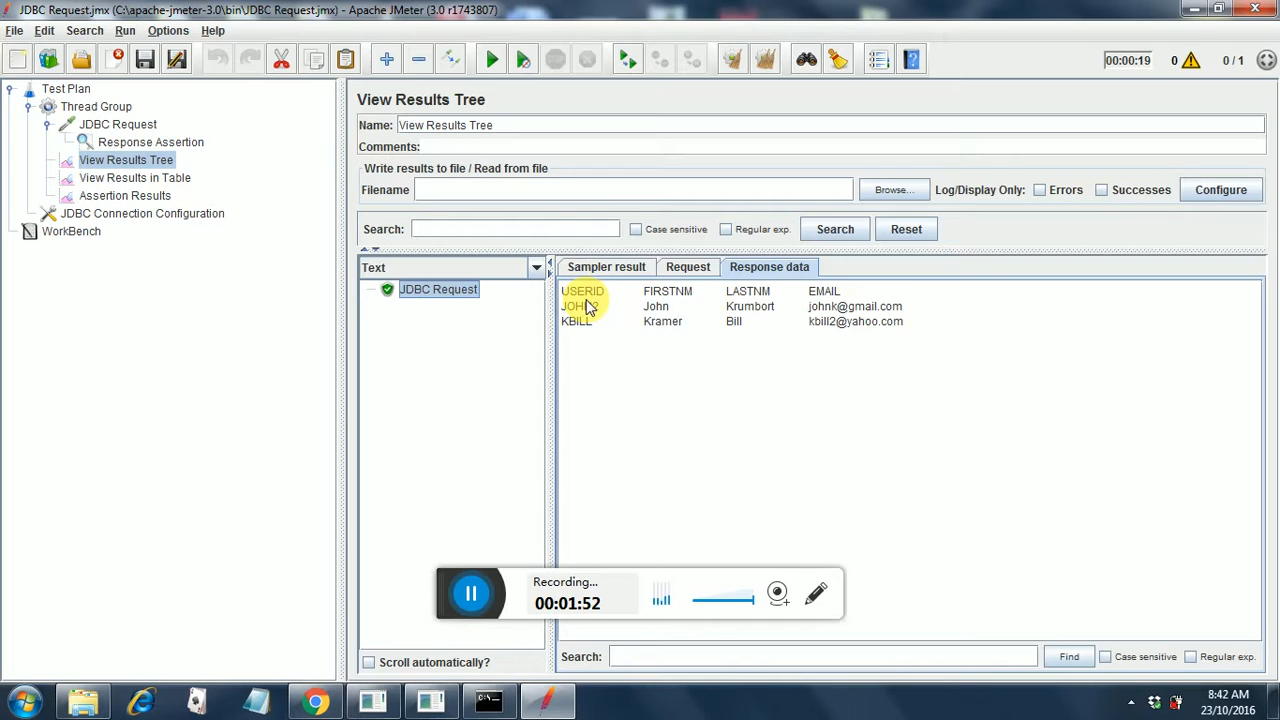 JDBC Request.jmx (C:\apache-jmeter-3.0\bin\JDBC Request.jmx) - Apache JMeter (3.0 r1743807)
File Edit Search Run Options Help
00:00:19 0 0 / 1
Test Plan
Thread Group
JDBC Request
Response Assertion
View Results Tree
View Results in Table
Assertion Results
JDBC Connection Configuration
WorkBench
View Results Tree
Name: View Results Tree
Comments:
Write results to file / Read from file
Filename Browse... Log/Display Only: Errors Successes Configure
Search: Case sensitive Regular exp. Search Reset
Text
JDBC Request
Sampler result Request Response data
USERID FIRSTNM LASTNM EMAIL
John Krumbort johnk@gmail.com
KBILL Kramer Bill kbill2@yahoo.com
Recording...
00:01:52
Scroll automatically?
Search: Find Case sensitive Regular exp.
8:42 AM
23/10/2016